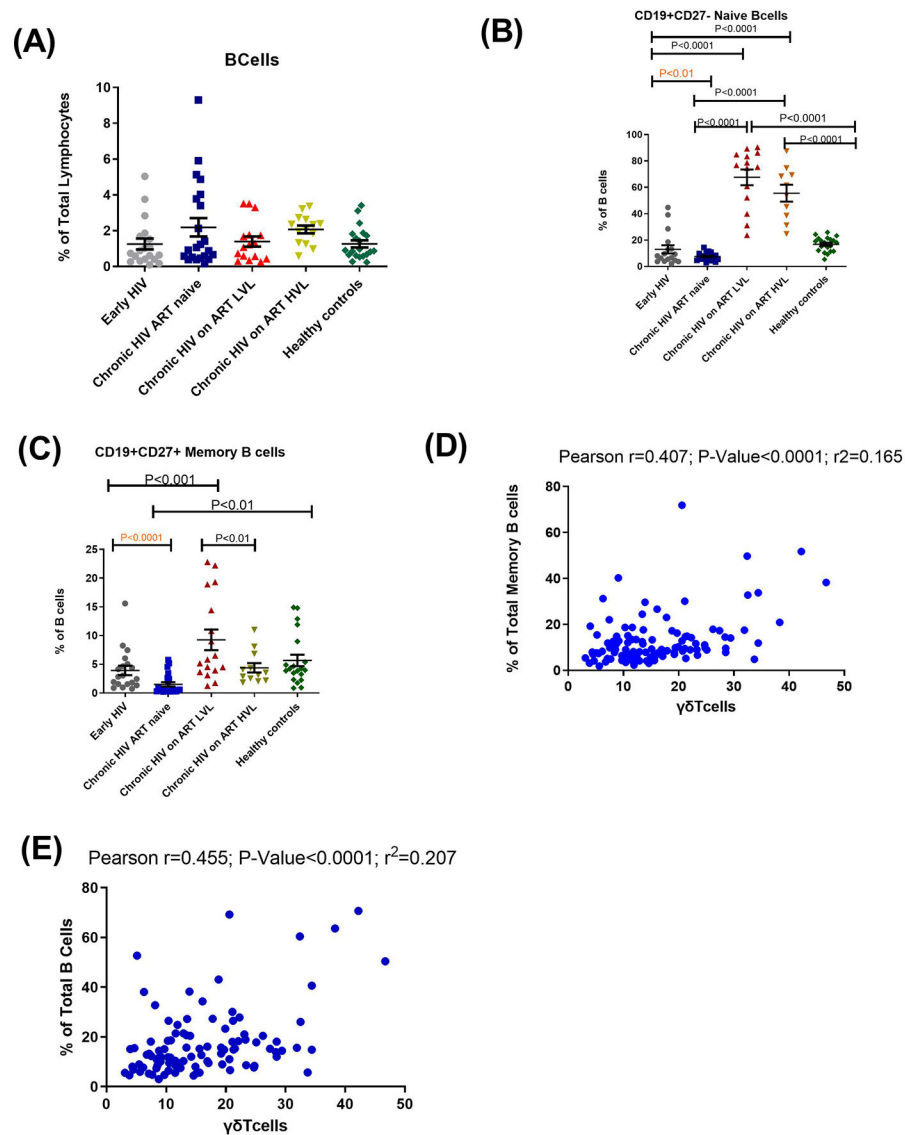 (A)
BCells
% of Total Lymphocytes
10
8
6
4
2
0
Early HIV
Chronic HIV ART naive
Chronic HIV on ART LVL
Chronic HIV on ART HVL
Healthy controls
(B)
CD19+CD27- Naive Bcells
P<0.0001
P<0.0001
P<0.01
P<0.0001
P<0.0001
P<0.0001
P<0.0001
% of B cells
100
80
60
40
20
0
Early HIV
Chronic HIV ART naive
Chronic HIV on ART LVL
Chronic HIV on ART HVL
Healthy controls
(C)
CD19+CD27+ Memory B cells
P<0.001
P<0.01
P<0.0001
P<0.01
% of B cells
25
20
15
10
5
0
Early HIV
Chronic HIV ART naive
Chronic HIV on ART LVL
Chronic HIV on ART HVL
Healthy controls
(D)
Pearson r=0.407; P-Value<0.0001; r2=0.165
% of Total Memory B cells
80
60
40
20
0
0 10 20 30 40 50
γδTcells
(E)
Pearson r=0.455; P-Value<0.0001; r²=0.207
% of Total B Cells
80
60
40
20
0
0 10 20 30 40 50
γδTcells